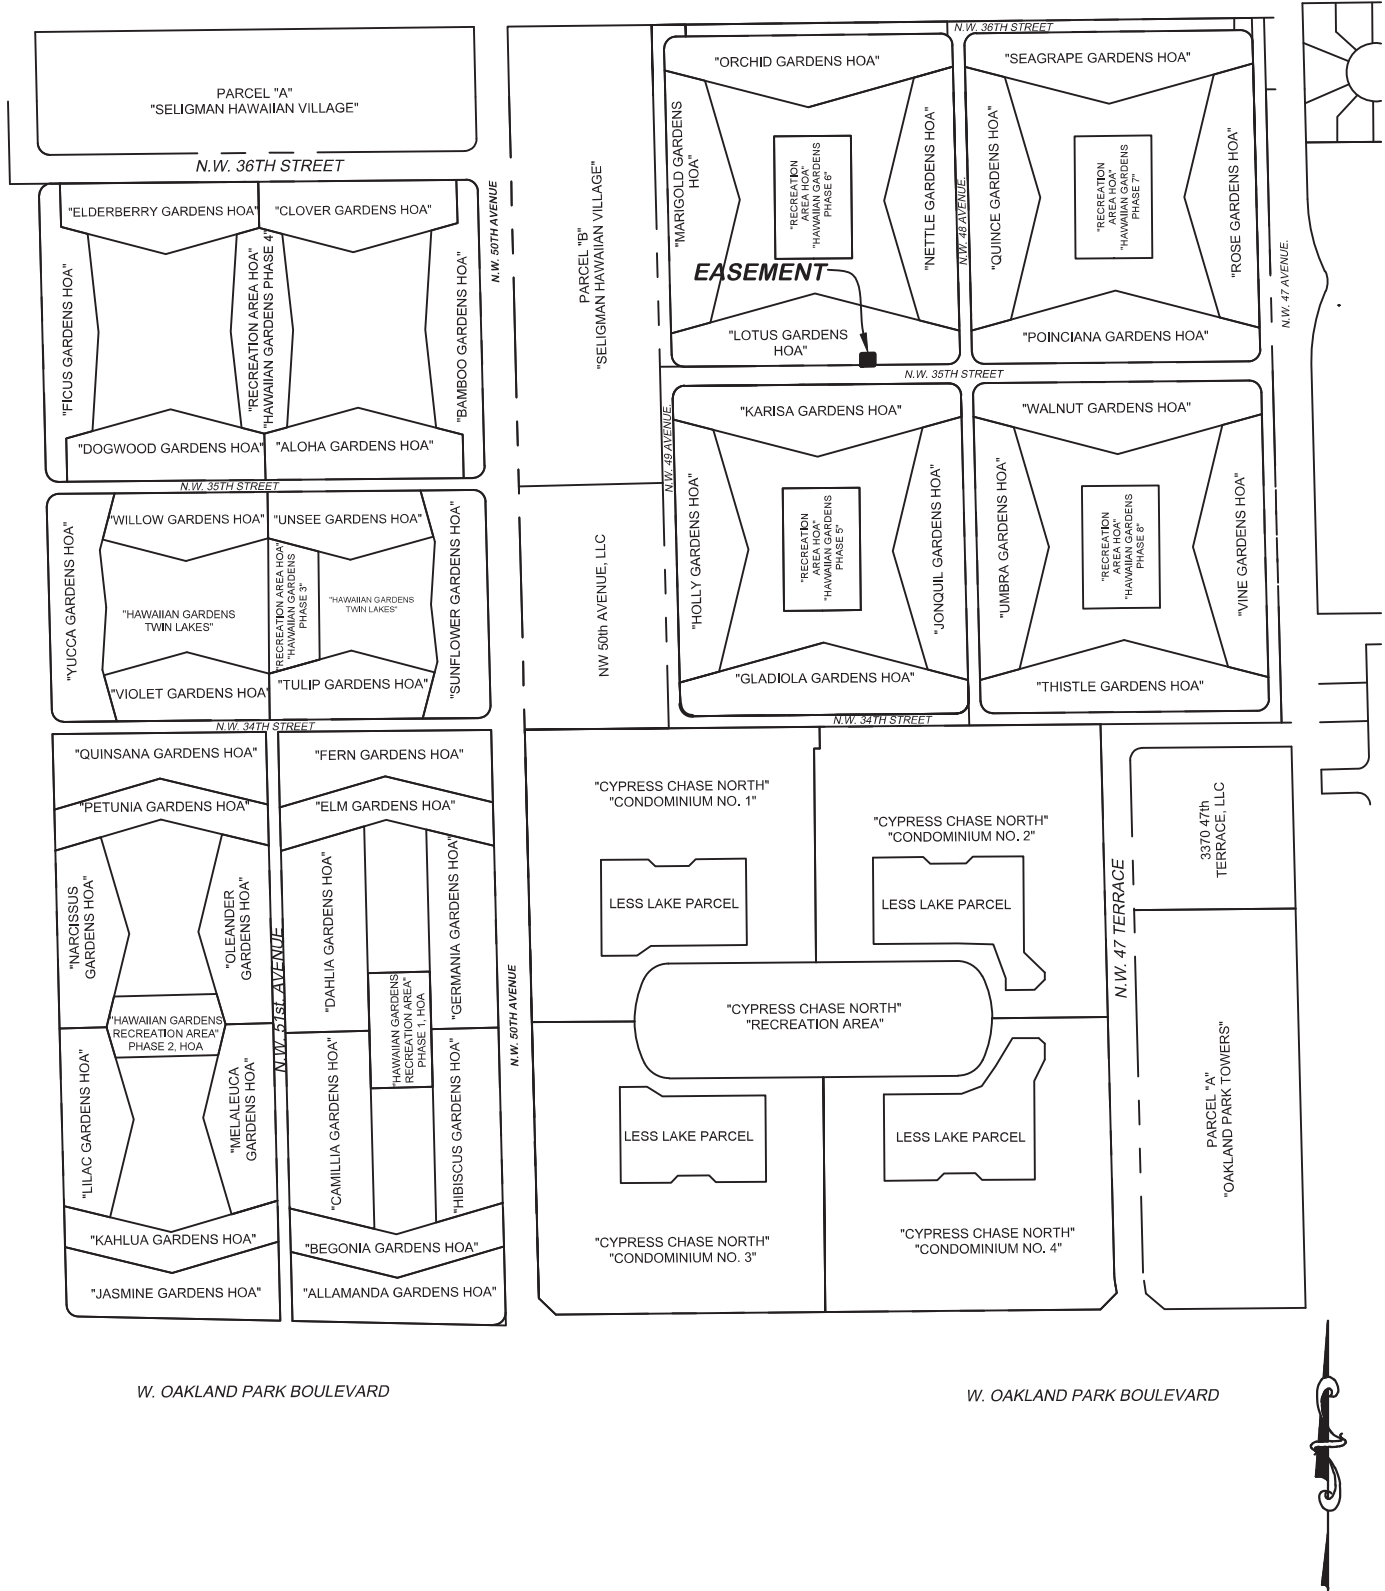 N.W. 36TH STREET
PARCEL "A"
"SELIGMAN HAWAIIAN VILLAGE"
N.W. 36TH STREET
"ELDERBERRY GARDENS HOA"
"CLOVER GARDENS HOA"
"FICUS GARDENS HOA"
"RECREATION AREA HOA"
"HAWAIIAN GARDENS PHASE 4"
"BAMBOO GARDENS HOA"
"DOGWOOD GARDENS HOA"
"ALOHA GARDENS HOA"
N.W. 50TH AVENUE
PARCEL "B"
"SELIGMAN HAWAIIAN VILLAGE"
"ORCHID GARDENS HOA"
"MARIGOLD GARDENS
HOA"
"RECREATION
AREA HOA"
"HAWAIIAN GARDENS
PHASE 6"
"NETTLE GARDENS HOA"
EASEMENT
"LOTUS GARDENS
HOA"
N.W. 48 AVENUE.
"SEAGRAPE GARDENS HOA"
"QUINCE GARDENS HOA"
"RECREATION
AREA HOA"
"HAWAIIAN GARDENS
PHASE 7"
"ROSE GARDENS HOA"
"POINCIANA GARDENS HOA"
N.W. 47 AVENUE.
N.W. 35TH STREET
N.W. 35TH STREET
"WILLOW GARDENS HOA"
"UNSEE GARDENS HOA"
"YUCCA GARDENS HOA"
"HAWAIIAN GARDENS
TWIN LAKES"
"RECREATION AREA HOA"
"HAWAIIAN GARDENS
PHASE 3"
"HAWAIIAN GARDENS
TWIN LAKES"
"SUNFLOWER GARDENS HOA"
"VIOLET GARDENS HOA"
"TULIP GARDENS HOA"
NW 50th AVENUE, LLC
N.W. 49 AVENUE.
"KARISA GARDENS HOA"
"HOLLY GARDENS HOA"
"RECREATION
AREA HOA"
"HAWAIIAN GARDENS
PHASE 5"
"JONQUIL GARDENS HOA"
"GLADIOLA GARDENS HOA"
"WALNUT GARDENS HOA"
"UMBRA GARDENS HOA"
"RECREATION
AREA HOA"
"HAWAIIAN GARDENS
PHASE 8"
"VINE GARDENS HOA"
"THISTLE GARDENS HOA"
N.W. 34TH STREET
N.W. 34TH STREET
"QUINSANA GARDENS HOA"
"PETUNIA GARDENS HOA"
"NARCISSUS
GARDENS HOA"
"OLEANDER
GARDENS HOA"
"HAWAIIAN GARDENS
RECREATION AREA"
PHASE 2, HOA
"LILAC GARDENS HOA"
"MELALEUCA
GARDENS HOA"
"KAHLUA GARDENS HOA"
"JASMINE GARDENS HOA"
N.W. 51st. AVENUE
"FERN GARDENS HOA"
"ELM GARDENS HOA"
"DAHLIA GARDENS HOA"
"GERMANIA GARDENS HOA"
"HAWAIIAN GARDENS
RECREATION AREA"
PHASE 1, HOA
"CAMILLIA GARDENS HOA"
"HIBISCUS GARDENS HOA"
"BEGONIA GARDENS HOA"
"ALLAMANDA GARDENS HOA"
N.W. 50TH AVENUE
"CYPRESS CHASE NORTH"
"CONDOMINIUM NO. 1"
"CYPRESS CHASE NORTH"
"CONDOMINIUM NO. 2"
LESS LAKE PARCEL
LESS LAKE PARCEL
"CYPRESS CHASE NORTH"
"RECREATION AREA"
LESS LAKE PARCEL
LESS LAKE PARCEL
"CYPRESS CHASE NORTH"
"CONDOMINIUM NO. 3"
"CYPRESS CHASE NORTH"
"CONDOMINIUM NO. 4"
N.W. 47 TERRACE
3370 47th
TERRACE, LLC
PARCEL "A"
"OAKLAND PARK TOWERS"
W. OAKLAND PARK BOULEVARD
W. OAKLAND PARK BOULEVARD